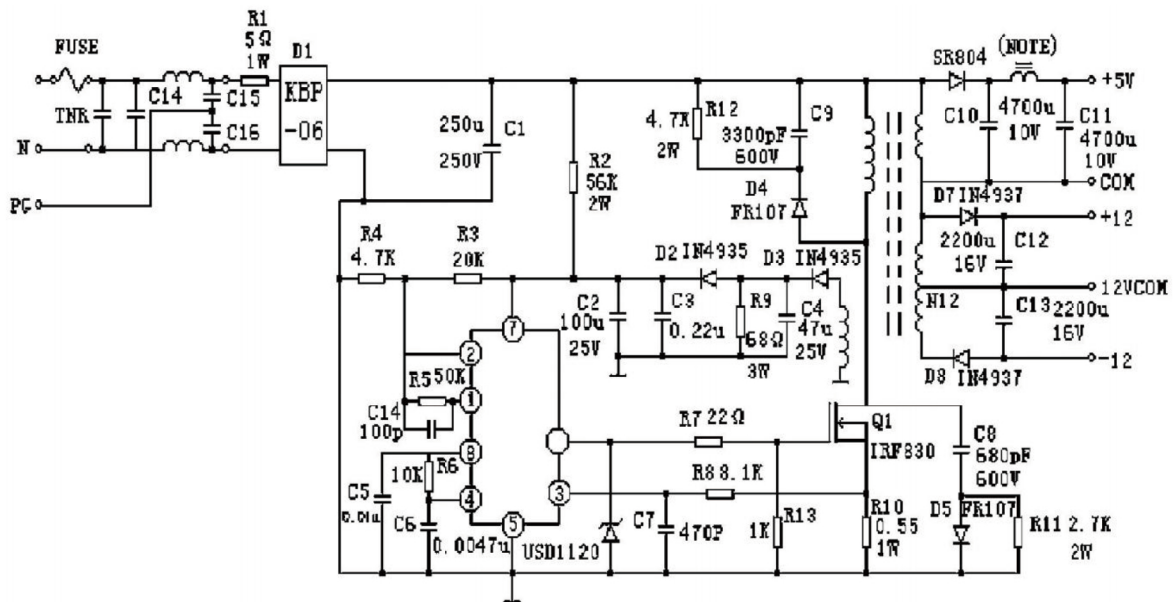 FUSE
R1
5Ω
1W
D1
KBP
-06
TNR
C14
C15
C16
N
PG
250u
C1
250V
R2
56K
2W
R12
4.7K
2W
C9
3300pF
600V
D4
FR107
SR804
(NOTE)
+5V
C10
4700u
10V
C11
4700u
10V
COM
D7 IN4937
+12
2200u
16V
C12
N12
12VCOM
C13
2200u
16V
-12
D8 IN4937
R4
4.7K
R3
20K
D2 IN4935
D3 IN4935
C2
100u
25V
C3
0.22u
R9
68Ω
3W
C4
47u
25V
7
2
R5 50K
1
C14
100p
8
R6
10K
4
C5
0.01u
C6
0.0047u
5
3
USD1120
R7 22Ω
R8 8.1K
C7
470P
R13
1K
Q1
IRF830
R10
0.55
1W
C8
680pF
600V
D5 FR107
R11 2.7K
2W